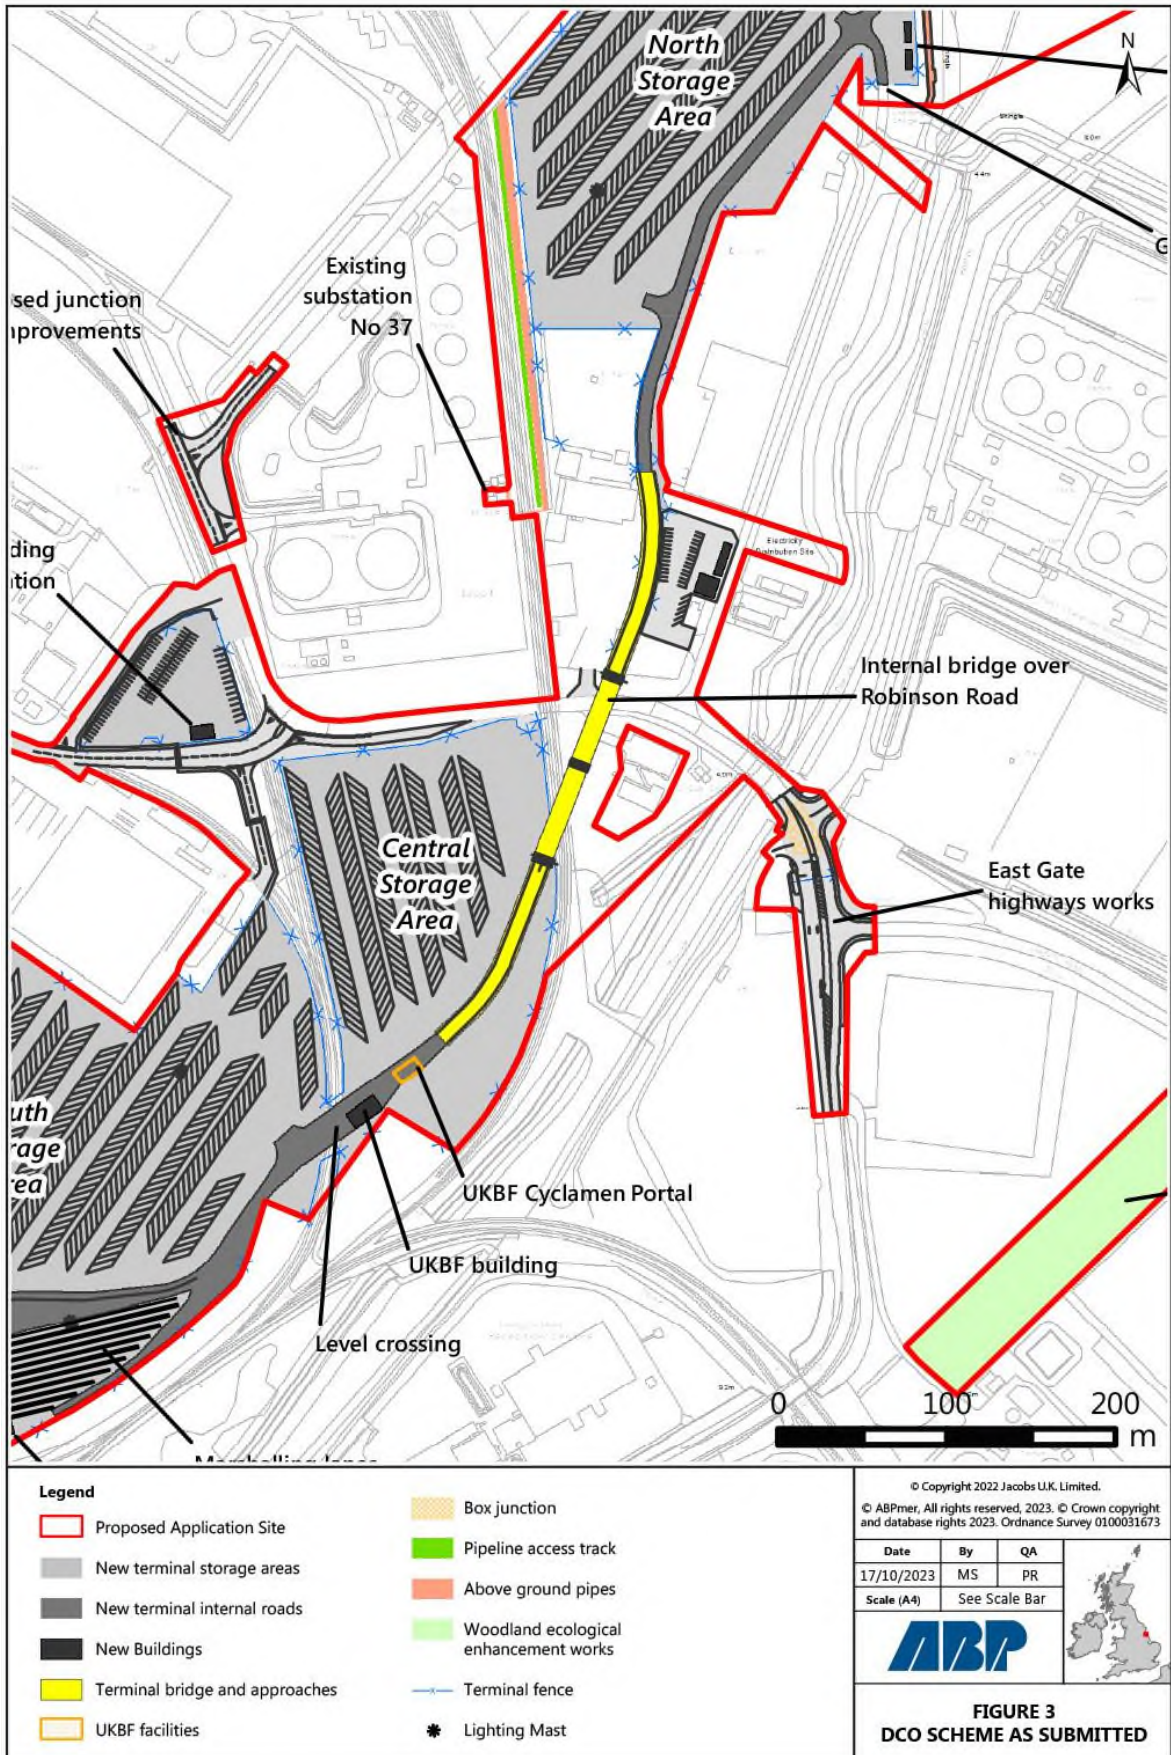 North
Storage
Area
N
G
Existing
substation
No 37
sed junction
nprovements
ding
tion
Electricity
Distribution Site
Internal bridge over
Robinson Road
Central
Storage
Area
East Gate
highways works
uth
rage
rea
UKBF Cyclamen Portal
UKBF building
Level crossing
0 100 200
m
Legend
Proposed Application Site
New terminal storage areas
New terminal internal roads
New Buildings
Terminal bridge and approaches
UKBF facilities
Box junction
Pipeline access track
Above ground pipes
Woodland ecological
enhancement works
Terminal fence
Lighting Mast
© Copyright 2022 Jacobs U.K. Limited.
© ABPmer, All rights reserved, 2023. © Crown copyright
and database rights 2023. Ordnance Survey 0100031673
Date By QA
17/10/2023 MS PR
Scale (A4) See Scale Bar
ABP
FIGURE 3
DCO SCHEME AS SUBMITTED